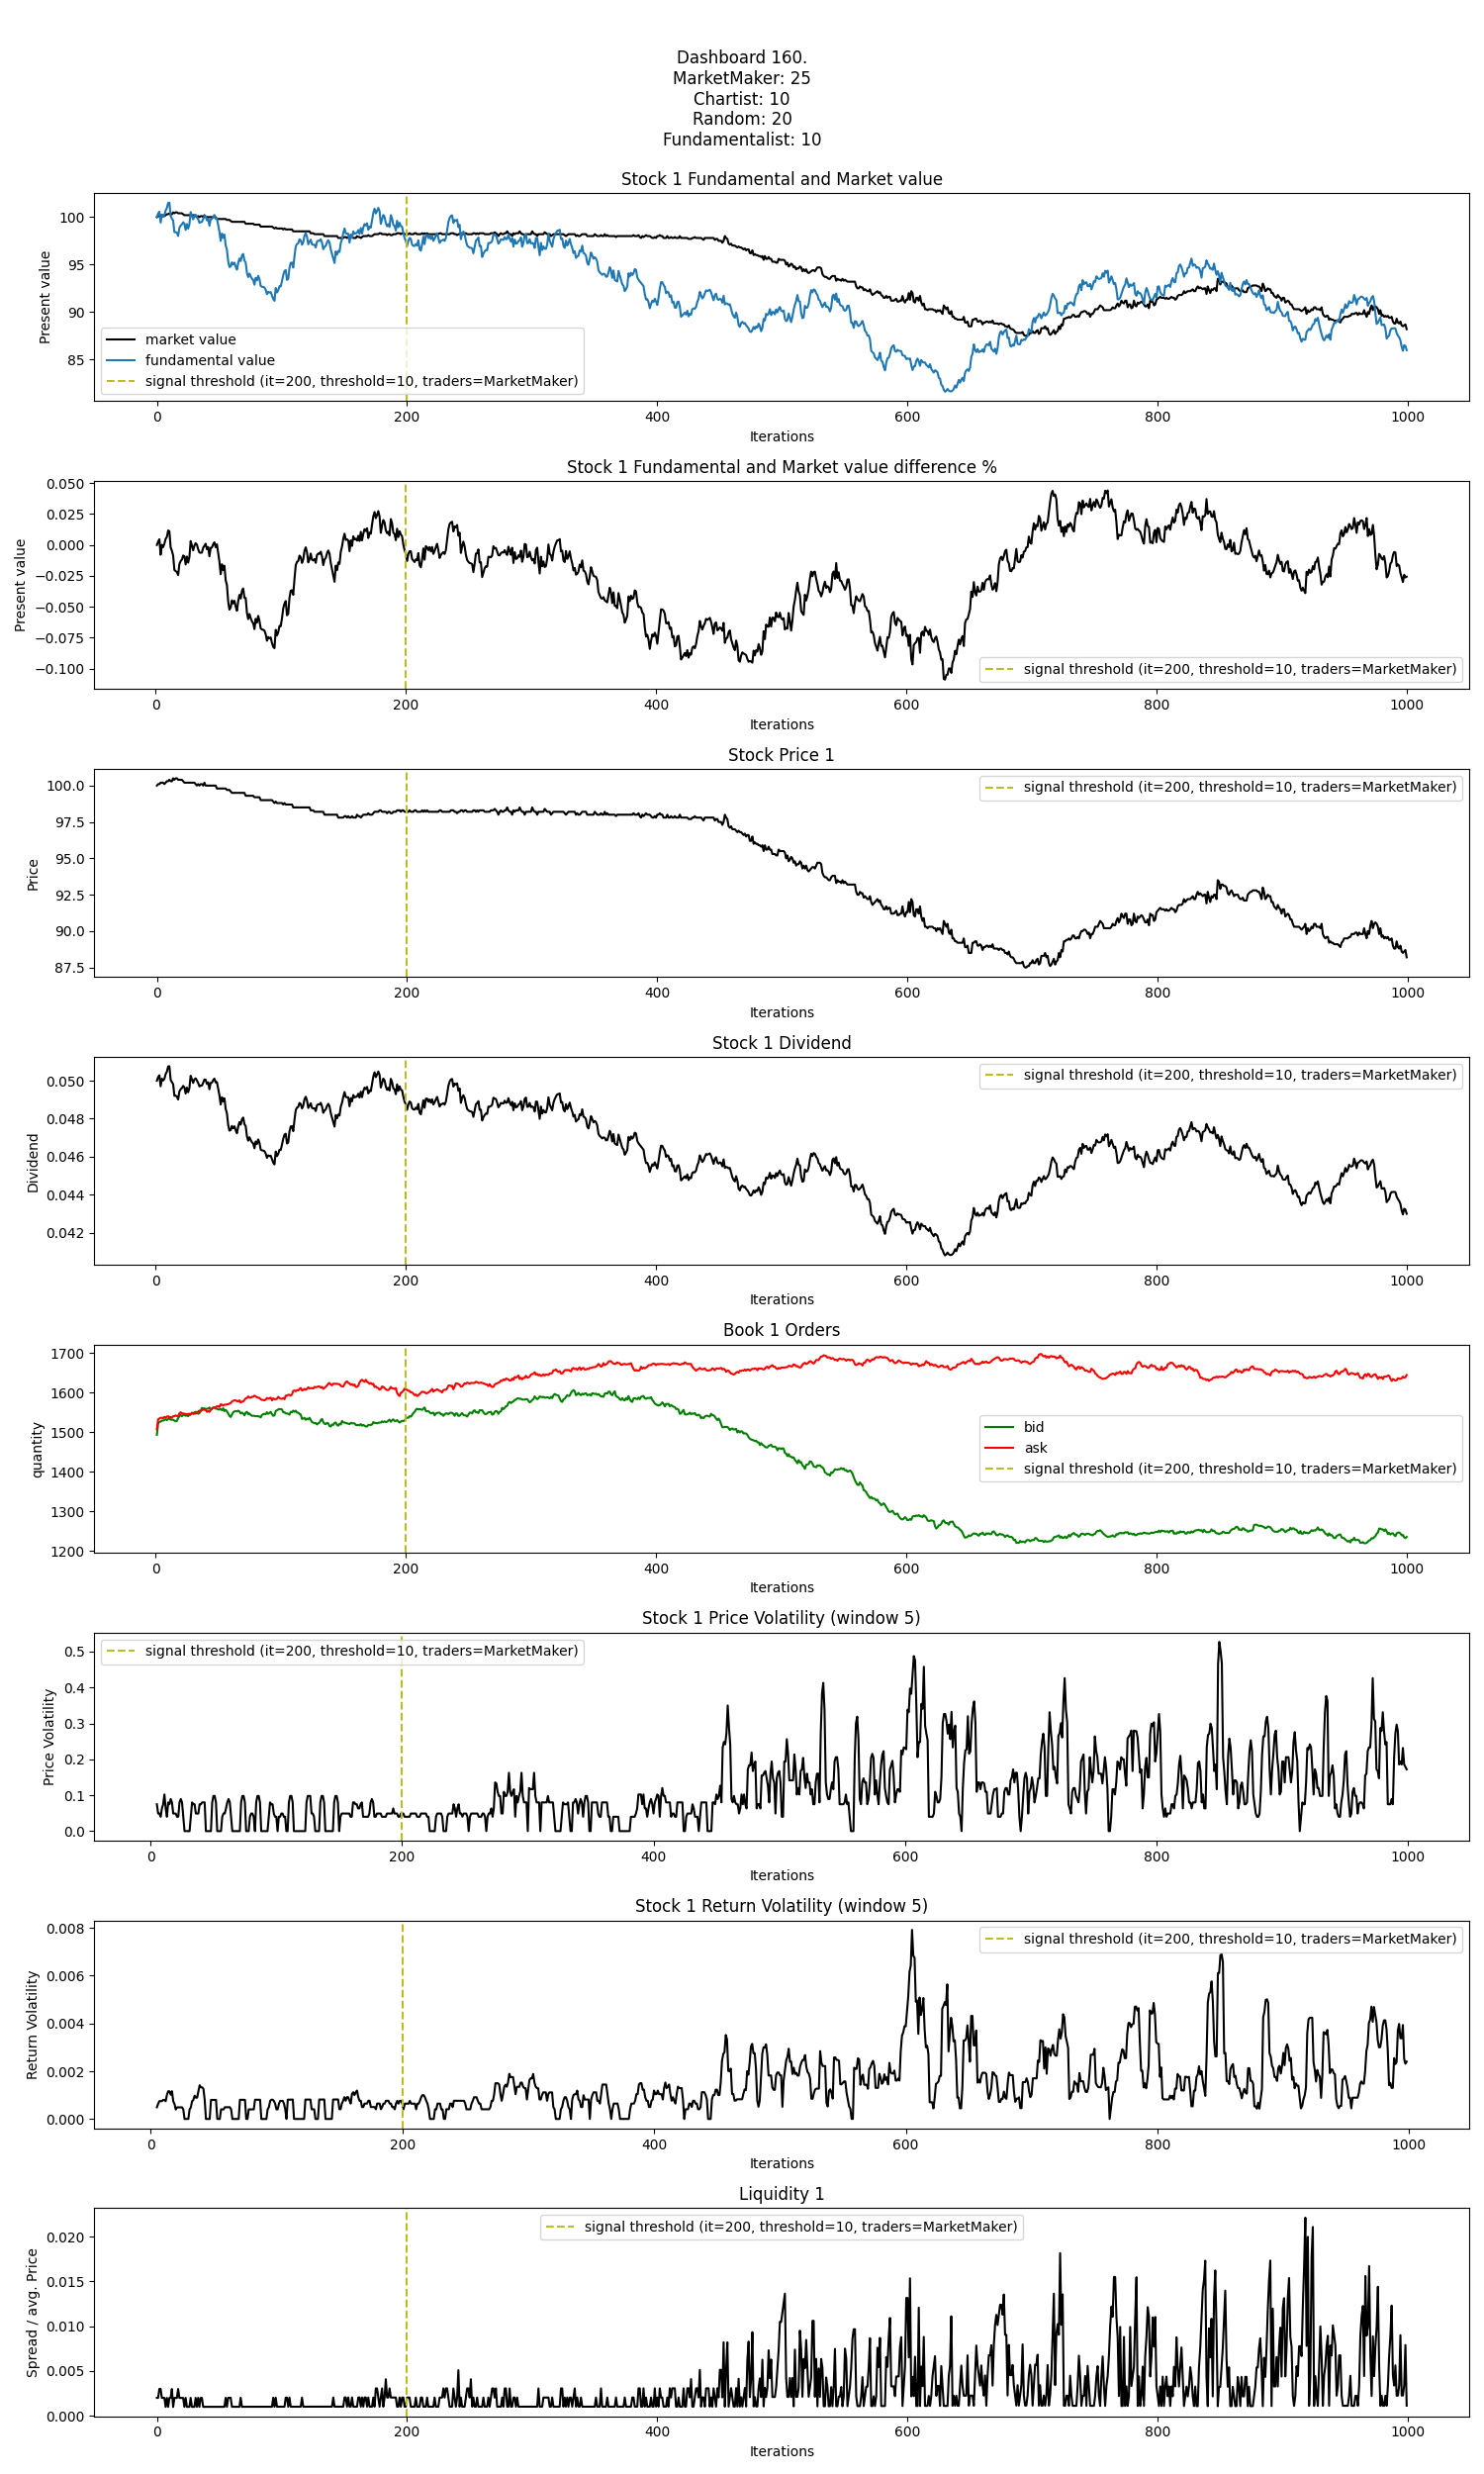 Dashboard 160.
MarketMaker: 25
Chartist: 10
Random: 20
Fundamentalist: 10
Stock 1 Fundamental and Market value
Present value
100
95
90
85
market value
fundamental value
signal threshold (it=200, threshold=10, traders=MarketMaker)
0 200 400 600 800 1000
Iterations
Stock 1 Fundamental and Market value difference %
Present value
0.050
0.025
0.000
−0.025
−0.050
−0.075
−0.100
signal threshold (it=200, threshold=10, traders=MarketMaker)
0 200 400 600 800 1000
Iterations
Stock Price 1
Price
100.0
97.5
95.0
92.5
90.0
87.5
signal threshold (it=200, threshold=10, traders=MarketMaker)
0 200 400 600 800 1000
Iterations
Stock 1 Dividend
Dividend
0.050
0.048
0.046
0.044
0.042
signal threshold (it=200, threshold=10, traders=MarketMaker)
0 200 400 600 800 1000
Iterations
Book 1 Orders
quantity
1700
1600
1500
1400
1300
1200
bid
ask
signal threshold (it=200, threshold=10, traders=MarketMaker)
0 200 400 600 800 1000
Iterations
Stock 1 Price Volatility (window 5)
Price Volatility
0.5
0.4
0.3
0.2
0.1
0.0
signal threshold (it=200, threshold=10, traders=MarketMaker)
0 200 400 600 800 1000
Iterations
Stock 1 Return Volatility (window 5)
Return Volatility
0.008
0.006
0.004
0.002
0.000
signal threshold (it=200, threshold=10, traders=MarketMaker)
0 200 400 600 800 1000
Iterations
Liquidity 1
Spread / avg. Price
0.020
0.015
0.010
0.005
0.000
signal threshold (it=200, threshold=10, traders=MarketMaker)
0 200 400 600 800 1000
Iterations